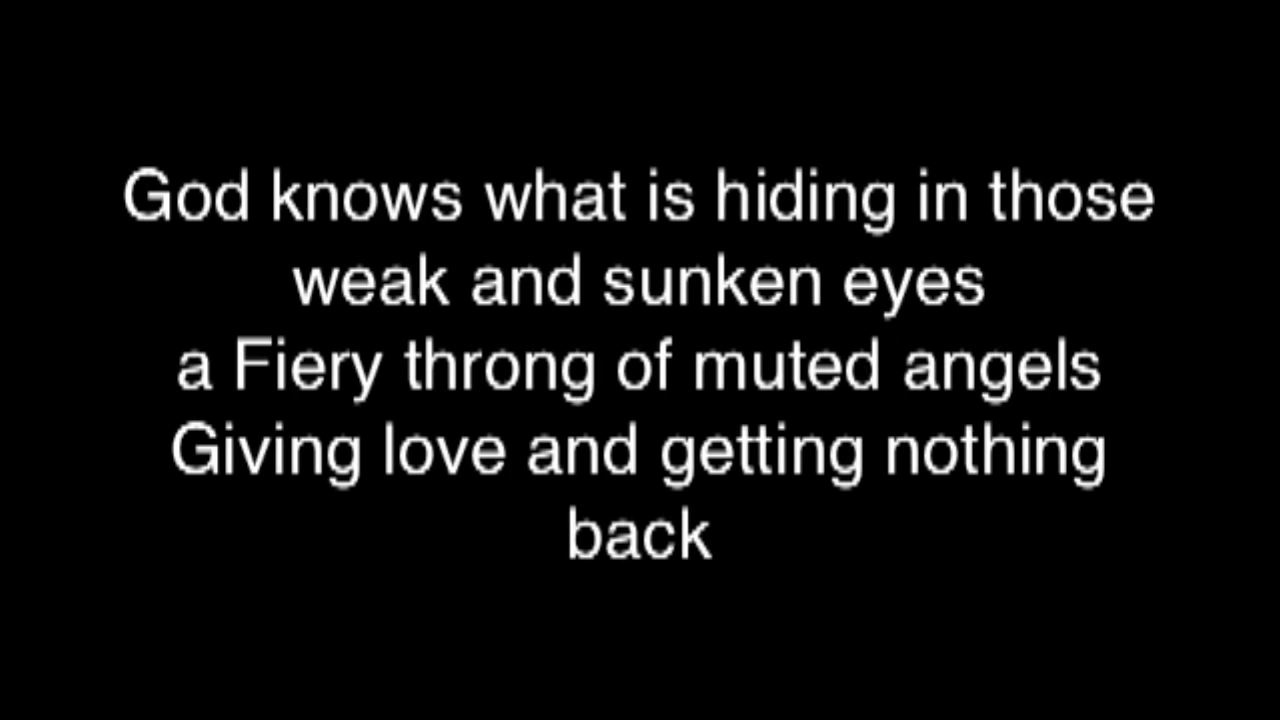 God knows what is hiding in those
weak and sunken eyes
a Fiery throng of muted angels
Giving love and getting nothing
back